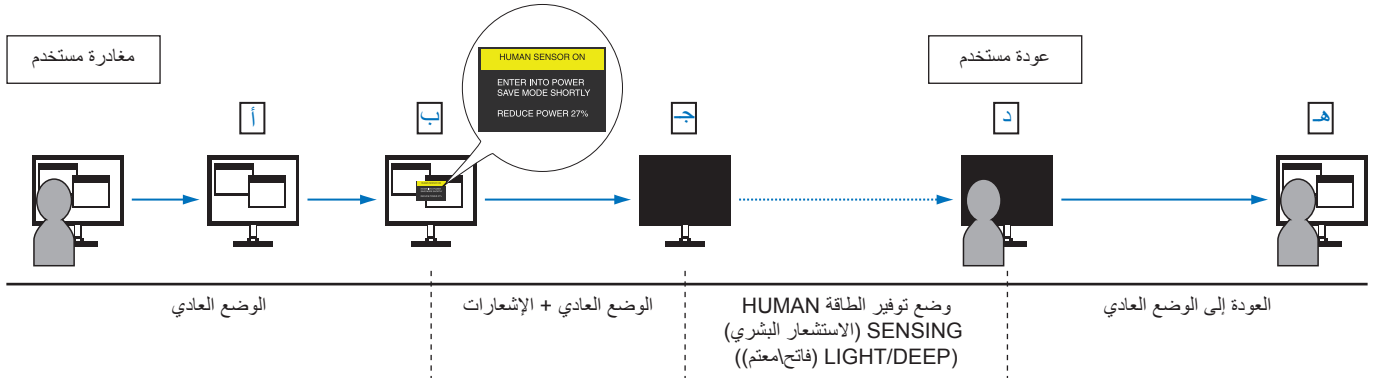 مغادرة مستخدم
HUMAN SENSOR ON
ENTER INTO POWER
SAVE MODE SHORTLY
REDUCE POWER 27%
عودة مستخدم
أ
ب
جـ
د
هـ
الوضع العادي
الوضع العادي + الإشعارات
وضع توفير الطاقة HUMAN
SENSING (الاستشعار البشري)
(LIGHT/DEEP (فاتح\معتم))
العودة إلى الوضع العادي